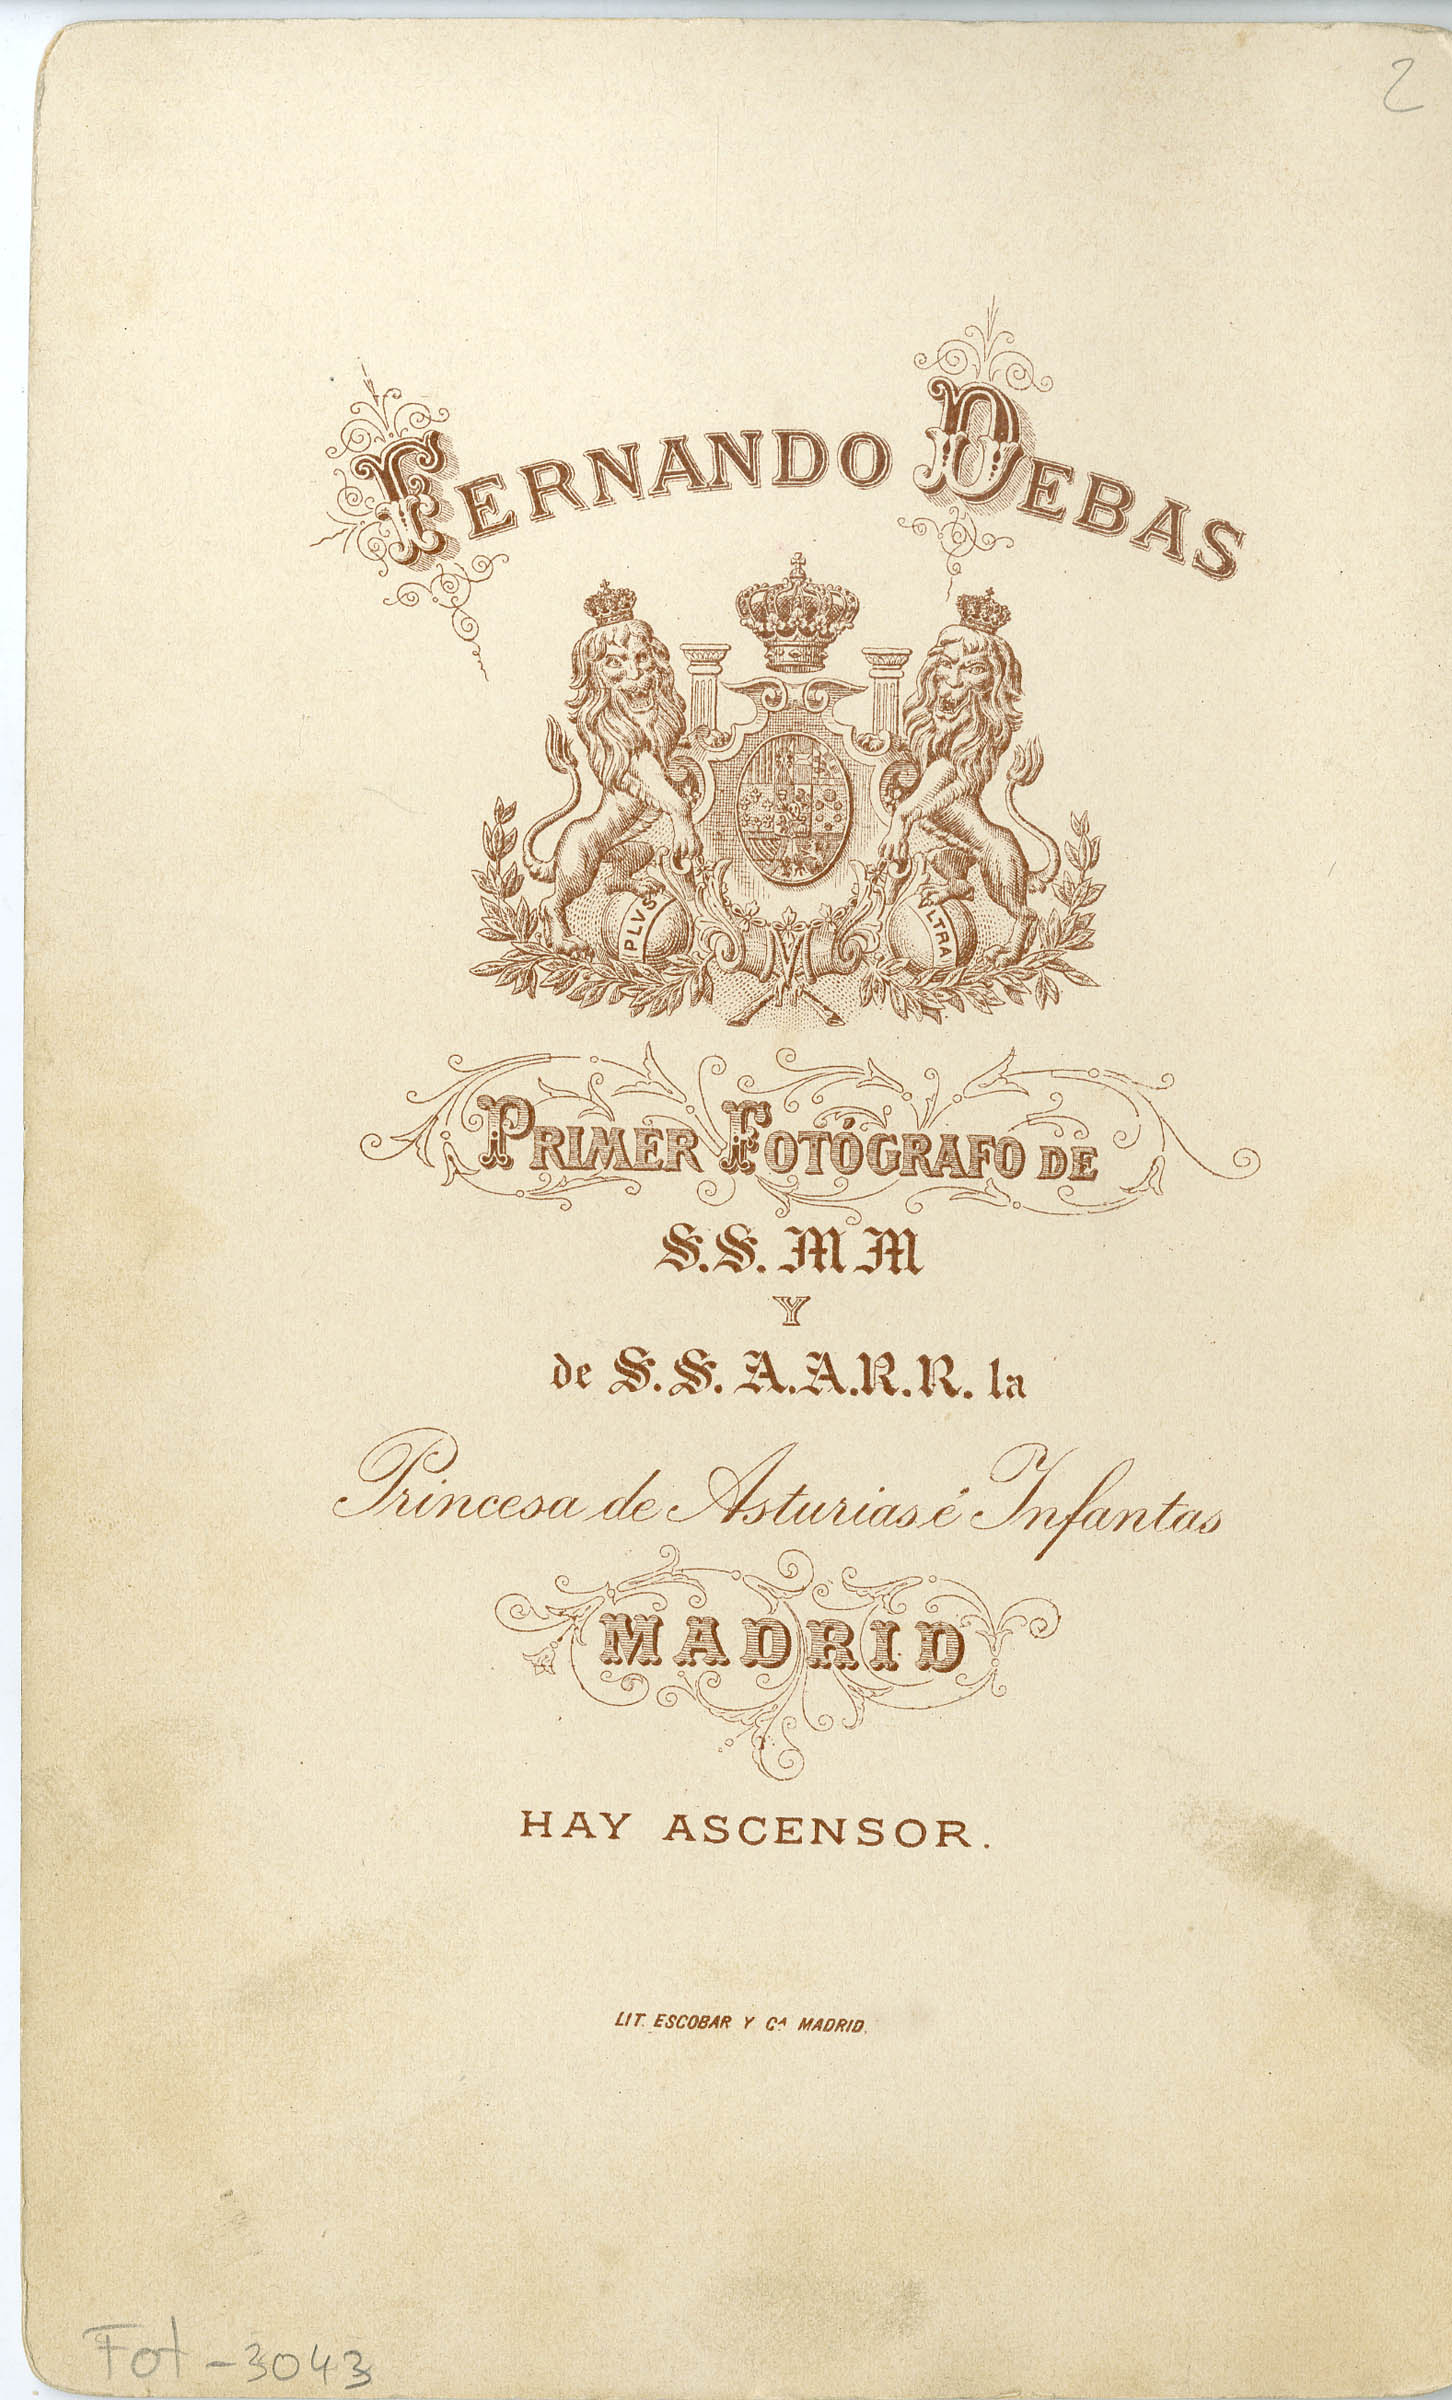 2
FERNANDO DEBAS
PLVS VLTRA
PRIMER FOTÓGRAFO DE
S.S. MM
Y
de S.S. A.A.R.R. la
Princesa de Asturias é Infantas
MADRID
HAY ASCENSOR.
LIT. ESCOBAR Y Cª MADRID.
Fot-3043